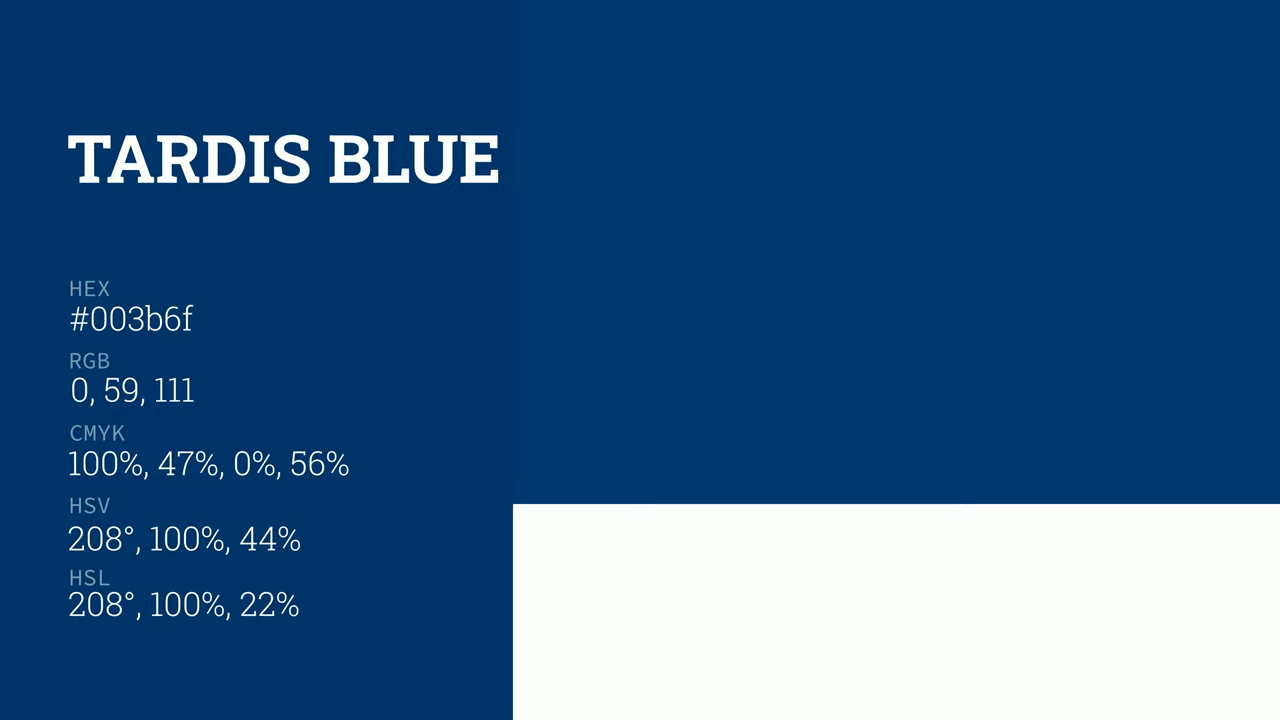 TARDIS BLUE
HEX
#003b6f
RGB
0, 59, 111
CMYK
100%, 47%, 0%, 56%
HSV
208°, 100%, 44%
HSL
208°, 100%, 22%